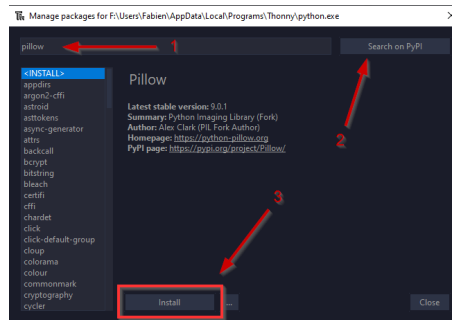 Manage packages for F:\Users\Fabien\AppData\Local\Programs\Thonny\python.exe
pillow
1
Search on PyPI
<INSTALL>
appdirs
argon2-cffi
astroid
asttokens
async-generator
attrs
backcall
bcrypt
bitstring
bleach
certifi
cffi
chardet
click
click-default-group
cloup
colorama
colour
commonmark
cryptography
cycler
Pillow
Latest stable version: 9.0.1
Summary: Python Imaging Library (Fork)
Author: Alex Clark (PIL Fork Author)
Homepage: https://python-pillow.org
PyPI page: https://pypi.org/project/Pillow/
2
3
Install
...
Close